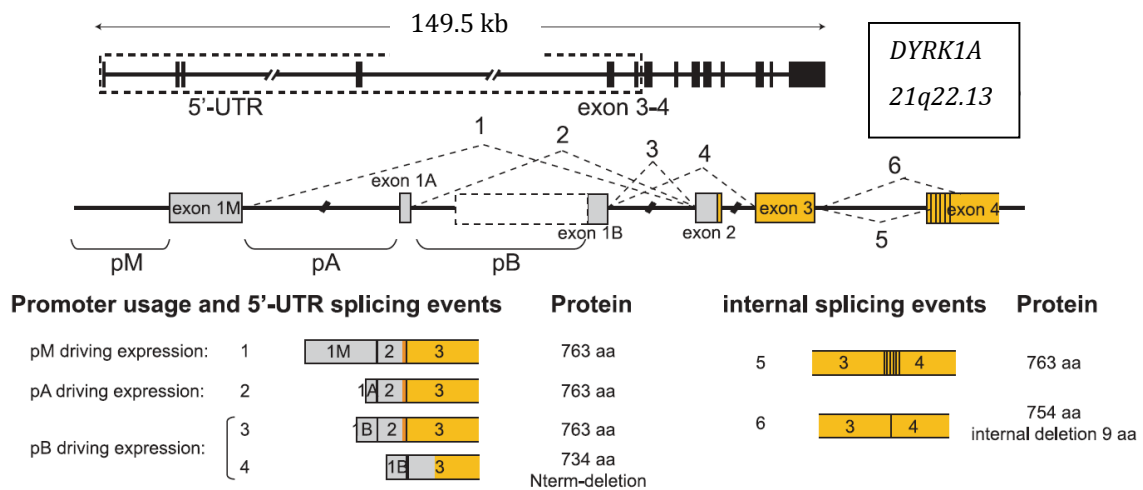 149.5 kb
DYRK1A
21q22.13
5'-UTR
exon 3-4
1
2
3
4
6
exon 1M
exon 1A
exon 1B
exon 2
exon 3
exon 4
5
pM
pA
pB
Promoter usage and 5'-UTR splicing events
Protein
internal splicing events
Protein
pM driving expression:
1
1M
2
3
763 aa
pA driving expression:
2
1A
2
3
763 aa
pB driving expression:
3
1B
2
3
763 aa
4
1B
3
734 aa
Nterm-deletion
5
3
4
763 aa
6
3
4
754 aa
internal deletion 9 aa